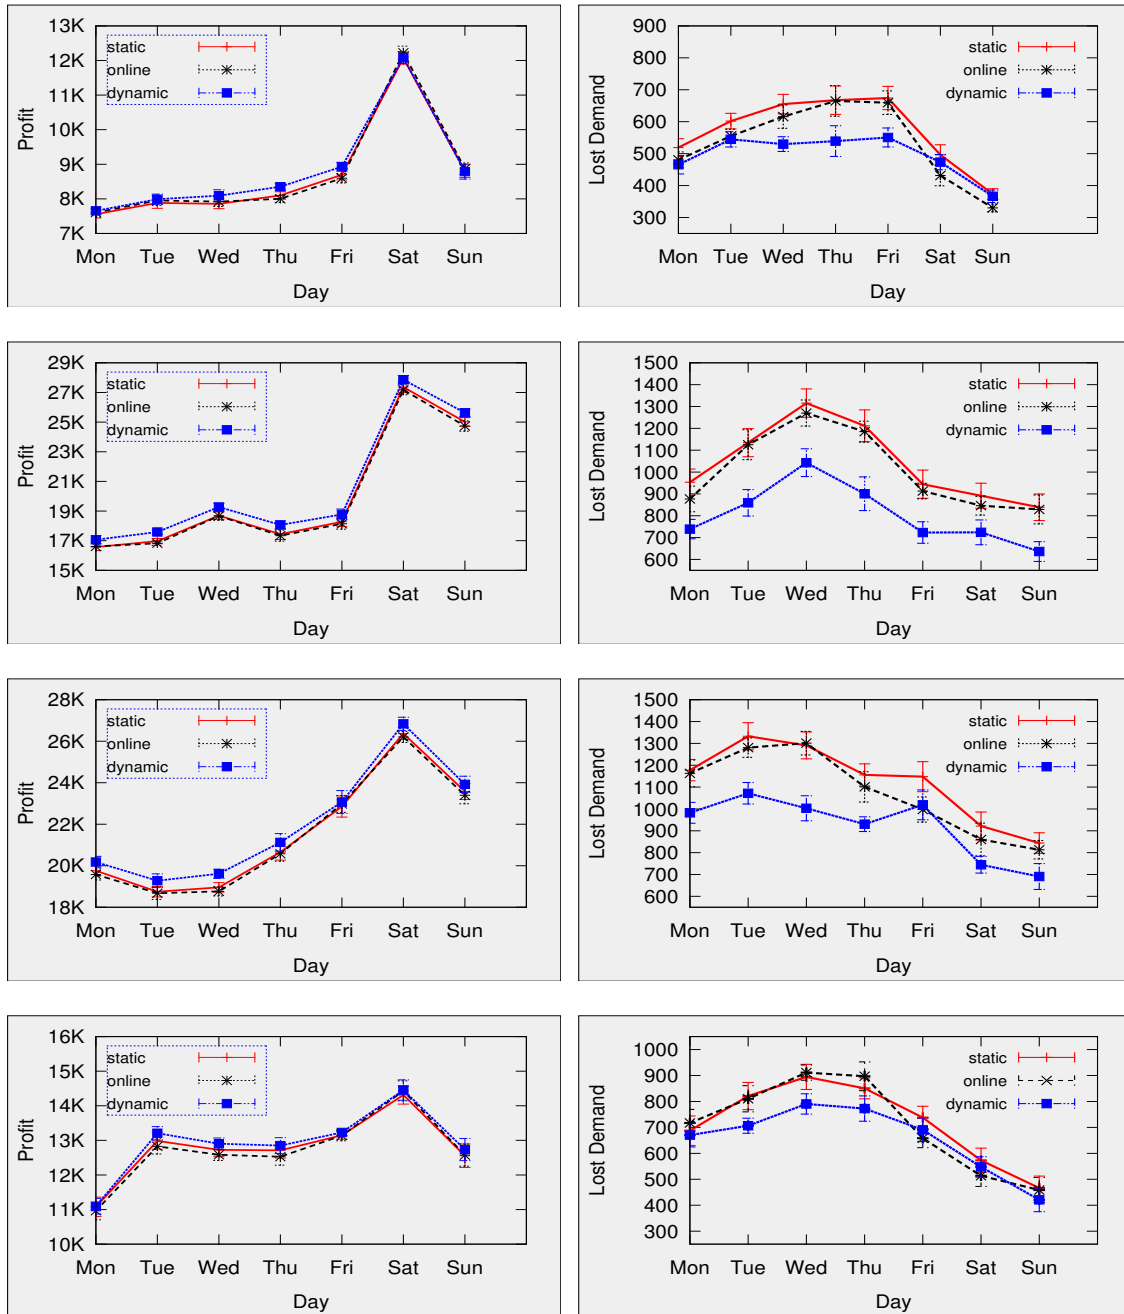 13K
12K
11K
10K
9K
8K
7K
Profit
static
online
dynamic
Mon Tue Wed Thu Fri Sat Sun
Day
900
800
700
600
500
400
300
Lost Demand
static
online
dynamic
Mon Tue Wed Thu Fri Sat Sun
Day
29K
27K
25K
23K
21K
19K
17K
15K
Profit
static
online
dynamic
Mon Tue Wed Thu Fri Sat Sun
Day
1500
1400
1300
1200
1100
1000
900
800
700
600
Lost Demand
static
online
dynamic
Mon Tue Wed Thu Fri Sat Sun
Day
28K
26K
24K
22K
20K
18K
Profit
static
online
dynamic
Mon Tue Wed Thu Fri Sat Sun
Day
1500
1400
1300
1200
1100
1000
900
800
700
600
Lost Demand
static
online
dynamic
Mon Tue Wed Thu Fri Sat Sun
Day
16K
15K
14K
13K
12K
11K
10K
Profit
static
online
dynamic
Mon Tue Wed Thu Fri Sat Sun
Day
1000
900
800
700
600
500
400
300
Lost Demand
static
online
dynamic
Mon Tue Wed Thu Fri Sat Sun
Day